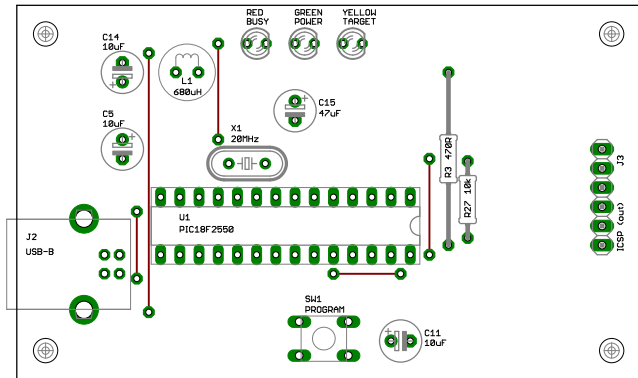 RED
BUSY
GREEN
POWER
YELLOW
TARGET
C14
10uF
L1
680uH
C15
47uF
C5
10uF
X1
20MHz
R3 470R
R27 10k
J3
ICSP (out)
U1
PIC18F2550
J2
USB-B
SW1
PROGRAM
C11
10uF